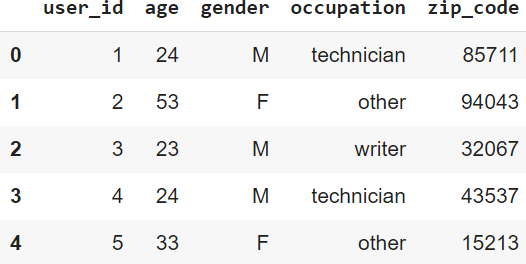 user_id age gender occupation zip_code
0 1 24 M technician 85711
1 2 53 F other 94043
2 3 23 M writer 32067
3 4 24 M technician 43537
4 5 33 F other 15213